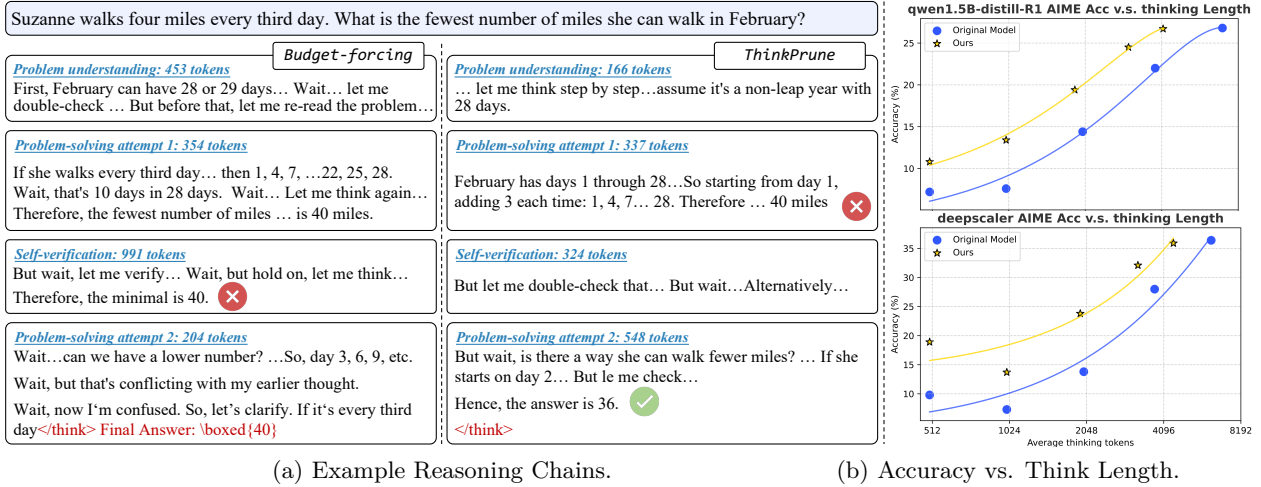 Suzanne walks four miles every third day. What is the fewest number of miles she can walk in February?
Budget-forcing
Problem understanding: 453 tokens
First, February can have 28 or 29 days… Wait… let me
double-check … But before that, let me re-read the problem…
Problem-solving attempt 1: 354 tokens
If she walks every third day… then 1, 4, 7, …22, 25, 28.
Wait, that's 10 days in 28 days. Wait… Let me think again…
Therefore, the fewest number of miles … is 40 miles.
Self-verification: 991 tokens
But wait, let me verify… Wait, but hold on, let me think…
Therefore, the minimal is 40.
Problem-solving attempt 2: 204 tokens
Wait…can we have a lower number? …So, day 3, 6, 9, etc.
Wait, but that's conflicting with my earlier thought.
Wait, now I‘m confused. So, let’s clarify. If it‘s every third
day</think> Final Answer: \boxed{40}
ThinkPrune
Problem understanding: 166 tokens
… let me think step by step…assume it's a non-leap year with
28 days.
Problem-solving attempt 1: 337 tokens
February has days 1 through 28…So starting from day 1,
adding 3 each time: 1, 4, 7… 28. Therefore … 40 miles
Self-verification: 324 tokens
But let me double-check that… But wait…Alternatively…
Problem-solving attempt 2: 548 tokens
But wait, is there a way she can walk fewer miles? … If she
starts on day 2… But le me check…
Hence, the answer is 36.
</think>
(a) Example Reasoning Chains.
qwen1.5B-distill-R1 AIME Acc v.s. thinking Length
Original Model
Ours
Accuracy (%)
25
20
15
10
deepscaler AIME Acc v.s. thinking Length
Original Model
Ours
Accuracy (%)
35
30
25
20
15
10
512 1024 2048 4096 8192
Average thinking tokens
(b) Accuracy vs. Think Length.